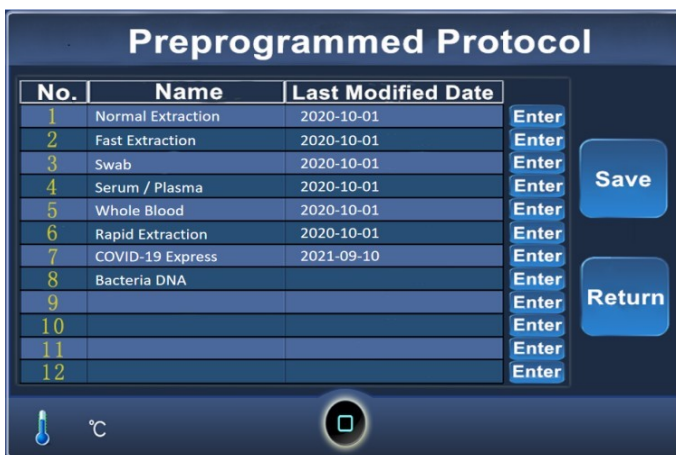 Preprogrammed Protocol
No. Name Last Modified Date
1 Normal Extraction 2020-10-01 Enter
2 Fast Extraction 2020-10-01 Enter
3 Swab 2020-10-01 Enter
4 Serum / Plasma 2020-10-01 Enter
5 Whole Blood 2020-10-01 Enter
6 Rapid Extraction 2020-10-01 Enter
7 COVID-19 Express 2021-09-10 Enter
8 Bacteria DNA Enter
9 Enter
10 Enter
11 Enter
12 Enter
Save
Return
℃